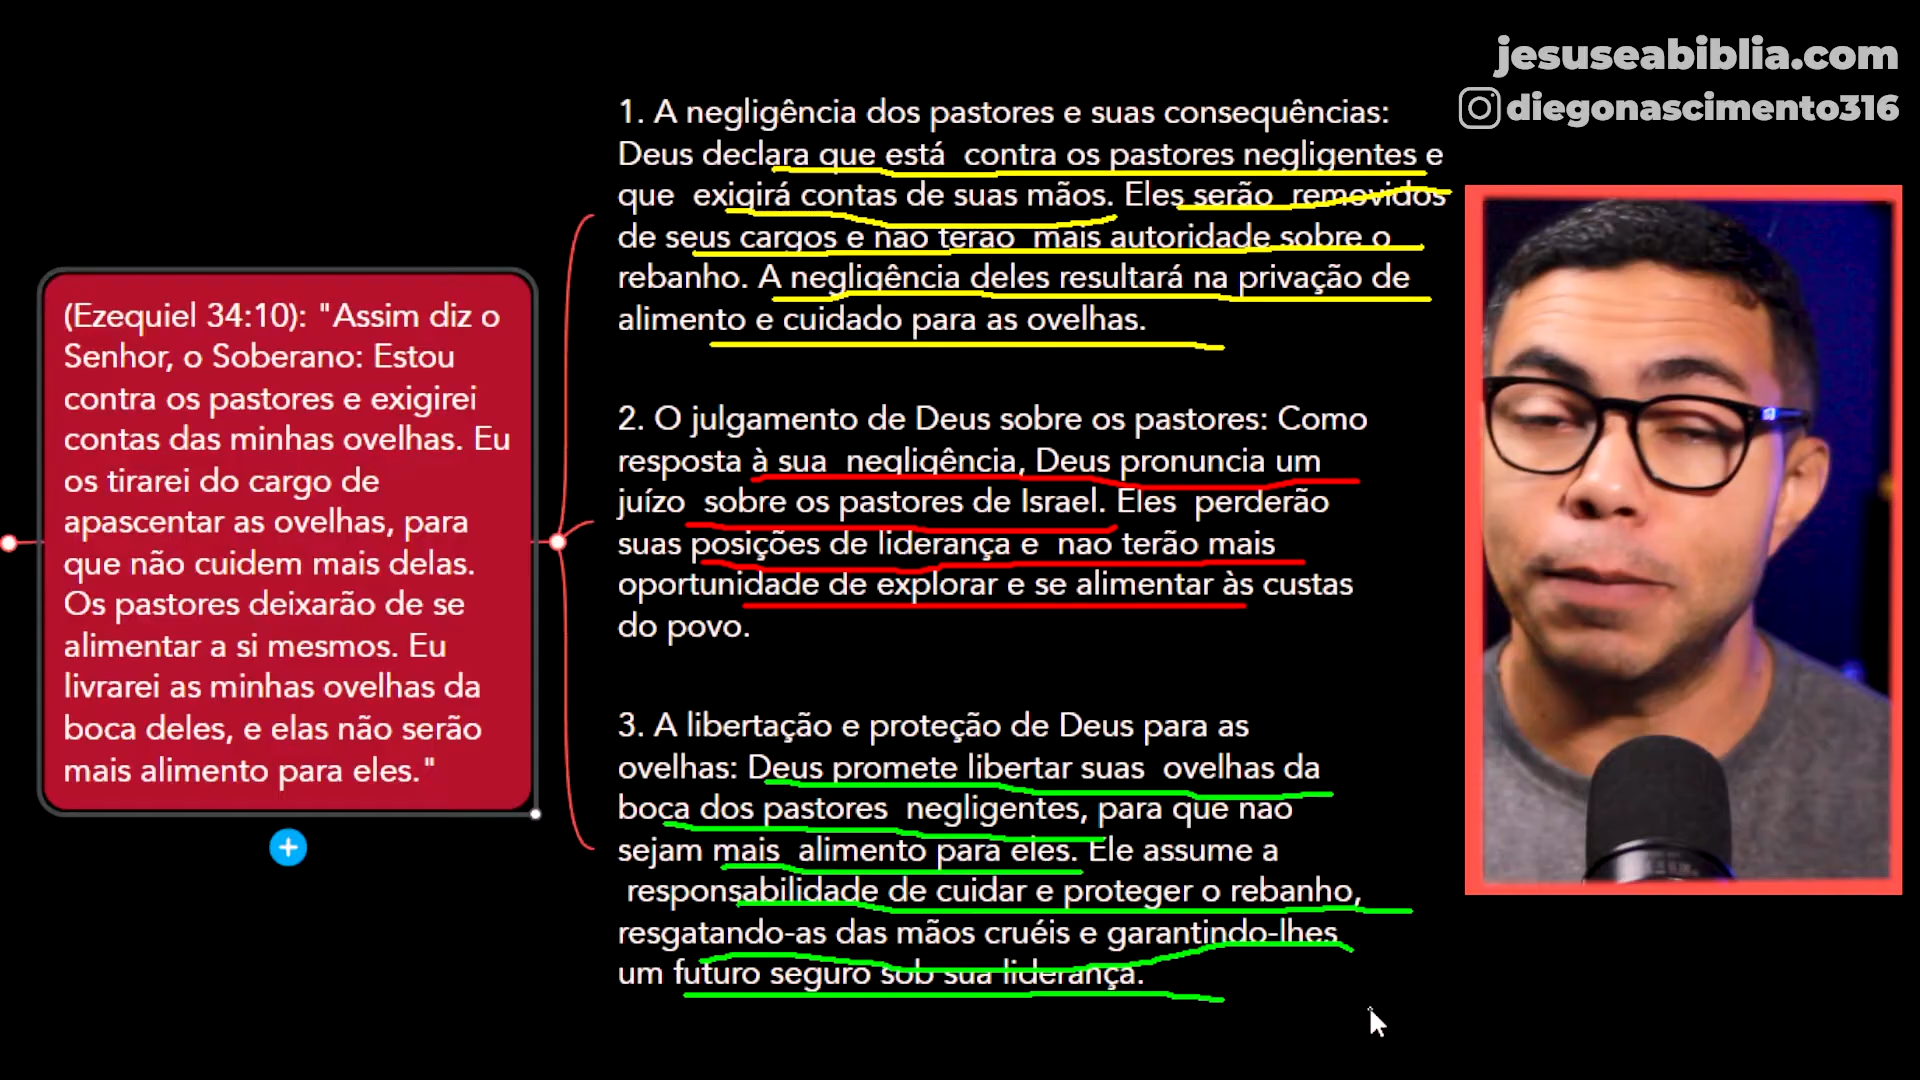 jesuseabiblia.com
diegonascimento316
(Ezequiel 34:10): "Assim diz o
Senhor, o Soberano: Estou
contra os pastores e exigirei
contas das minhas ovelhas. Eu
os tirarei do cargo de
apascentar as ovelhas, para
que não cuidem mais delas.
Os pastores deixarão de se
alimentar a si mesmos. Eu
livrarei as minhas ovelhas da
boca deles, e elas não serão
mais alimento para eles."
1. A negligência dos pastores e suas consequências:
Deus declara que está contra os pastores negligentes e
que exigirá contas de suas mãos. Eles serão removidos
de seus cargos e não terão mais autoridade sobre o
rebanho. A negligência deles resultará na privação de
alimento e cuidado para as ovelhas.
2. O julgamento de Deus sobre os pastores: Como
resposta à sua negligência, Deus pronuncia um
juízo sobre os pastores de Israel. Eles perderão
suas posições de liderança e não terão mais
oportunidade de explorar e se alimentar às custas
do povo.
3. A libertação e proteção de Deus para as
ovelhas: Deus promete libertar suas ovelhas da
boca dos pastores negligentes, para que não
sejam mais alimento para eles. Ele assume a
responsabilidade de cuidar e proteger o rebanho,
resgatando-as das mãos cruéis e garantindo-lhes
um futuro seguro sob sua liderança.